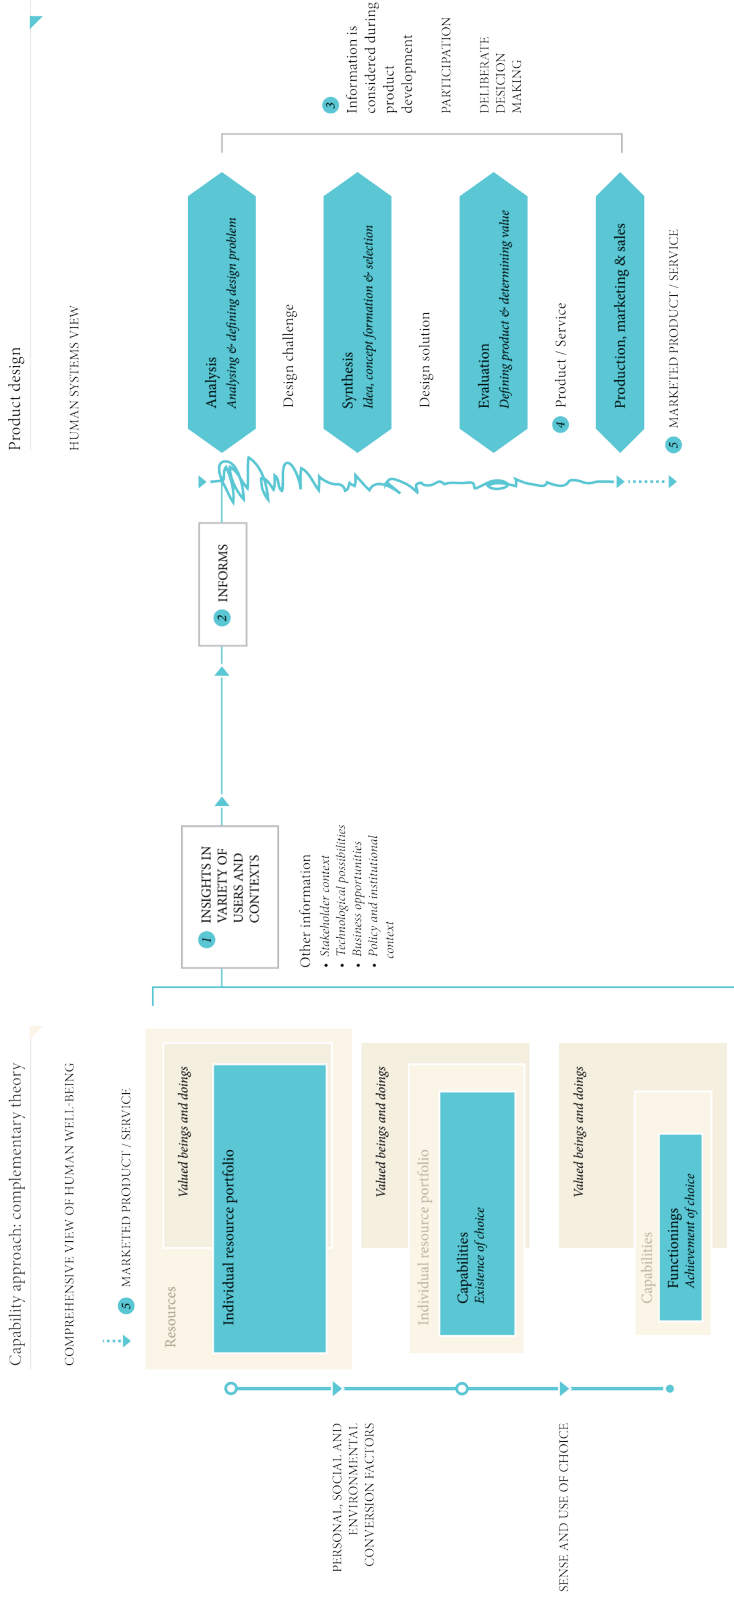 Capability approach: complementary theory
COMPREHENSIVE VIEW OF HUMAN WELL-BEING
5 MARKETED PRODUCT / SERVICE
Resources
Valued beings and doings
Individual resource portfolio
PERSONAL, SOCIAL AND
ENVIRONMENTAL
CONVERSION FACTORS
Valued beings and doings
Individual resource portfolio
Capabilities
Existence of choice
SENSE AND USE OF CHOICE
Valued beings and doings
Capabilities
Functionings
Achievement of choice
1 INSIGHTS IN
VARIETY OF
USERS AND
CONTEXTS
Other information
• Stakeholder context
• Technological possibilities
• Business opportunities
• Policy and institutional
context
2 INFORMS
Product design
HUMAN SYSTEMS VIEW
Analysis
Analysing & defining design problem
Design challenge
Synthesis
Idea, concept formation & selection
Design solution
Evaluation
Defining product & determining value
4 Product / Service
Production, marketing & sales
5 MARKETED PRODUCT / SERVICE
3
Information is
considered during
product
development
PARTICIPATION
DELIBERATE
DESICION
MAKING